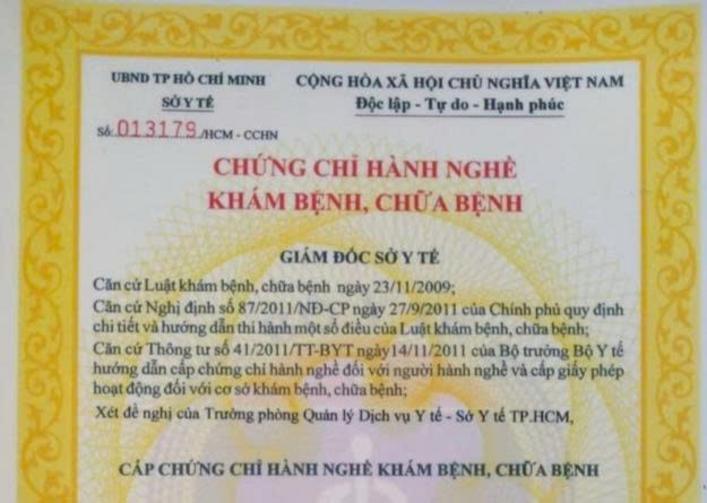 UBND TP HỒ CHÍ MINH
SỞ Y TẾ
Số: 013179 /HCM - CCHN
CỘNG HÒA XÃ HỘI CHỦ NGHĨA VIỆT NAM
Độc lập - Tự do - Hạnh phúc
CHỨNG CHỈ HÀNH NGHỀ
KHÁM BỆNH, CHỮA BỆNH
GIÁM ĐỐC SỞ Y TẾ
Căn cứ Luật khám bệnh, chữa bệnh ngày 23/11/2009;
Căn cứ Nghị định số 87/2011/NĐ-CP ngày 27/9/2011 của Chính phủ quy định
chi tiết và hướng dẫn thi hành một số điều của Luật khám bệnh, chữa bệnh;
Căn cứ Thông tư số 41/2011/TT-BYT ngày14/11/2011 của Bộ trưởng Bộ Y tế
hướng dẫn cấp chứng chỉ hành nghề đối với người hành nghề và cấp giấy phép
hoạt động đối với cơ sở khám bệnh, chữa bệnh;
Xét đề nghị của Trưởng phòng Quản lý Dịch vụ Y tế - Sở Y tế TP.HCM,
CẤP CHỨNG CHỈ HÀNH NGHỀ KHÁM BỆNH, CHỮA BỆNH